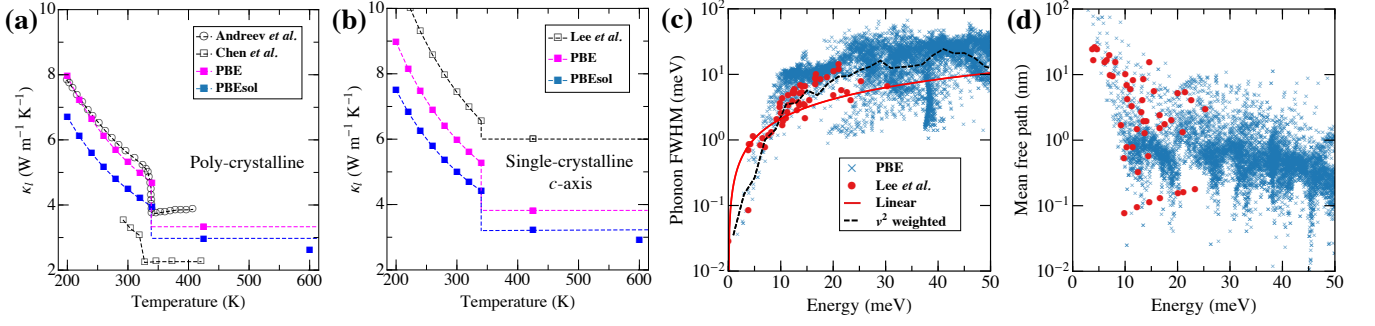 (a)
10
8
6
4
2
200
300
400
500
600
κl (W m−1 K−1)
Temperature (K)
Andreev et al.
Chen et al.
PBE
PBEsol
Poly-crystalline
(b)
10
8
6
4
2
200
300
400
500
600
κl (W m−1 K−1)
Temperature (K)
Lee et al.
PBE
PBEsol
Single-crystalline
c-axis
(c)
10²
10¹
10⁰
10−1
10−2
0
10
20
30
40
50
Phonon FWHM (meV)
Energy (meV)
PBE
Lee et al.
Linear
v² weighted
(d)
10²
10¹
10⁰
10−1
10−2
0
10
20
30
40
50
Mean free path (nm)
Energy (meV)